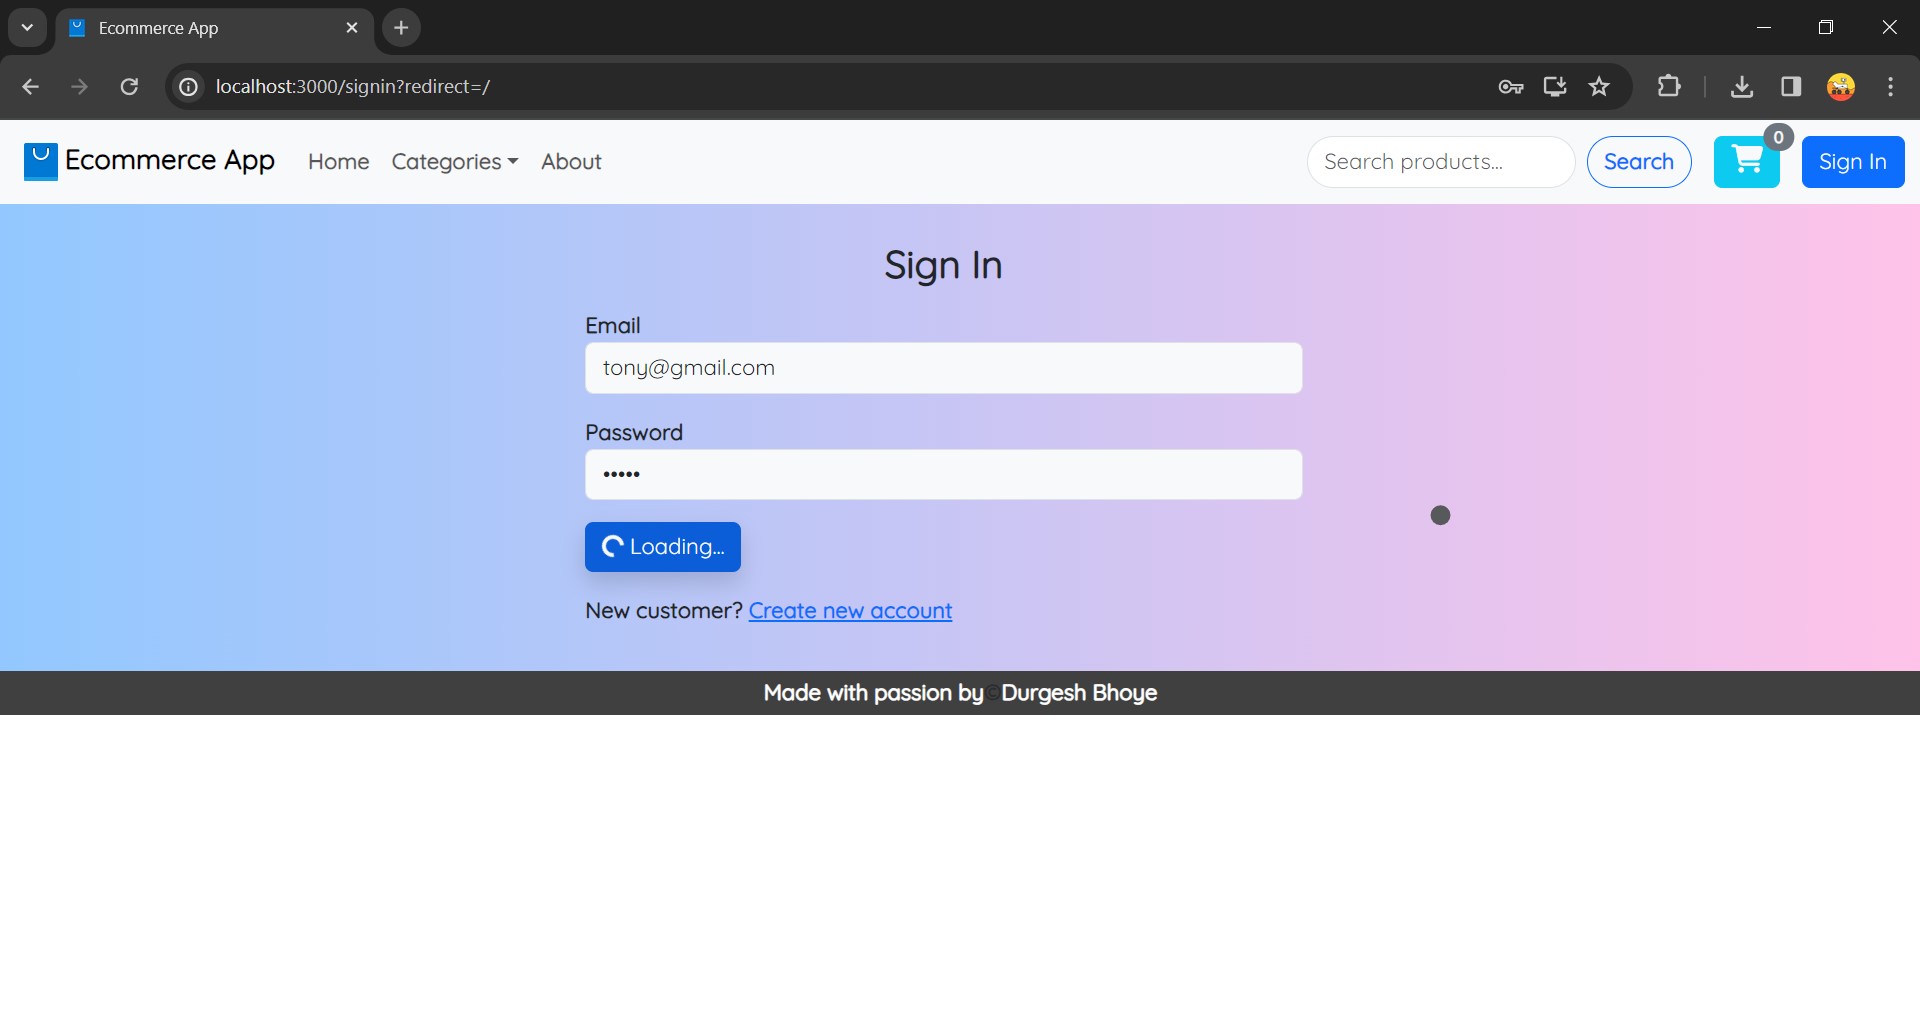 Ecommerce App
localhost:3000/signin?redirect=/
Ecommerce App Home Categories About Search products... Search 0 Sign In
Sign In
Email
tony@gmail.com
Password
•••••
Loading...
New customer? Create new account
Made with passion by©Durgesh Bhoye